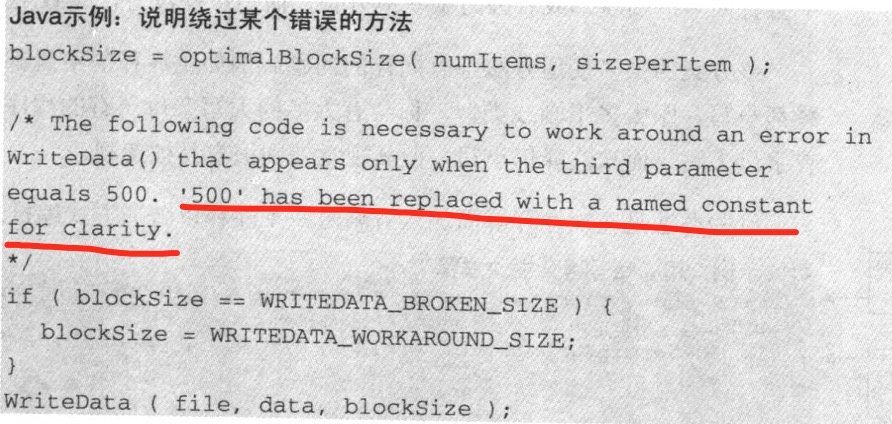 Java示例：说明绕过某个错误的方法
blockSize = optimalBlockSize( numItems, sizePerItem );
/* The following code is necessary to work around an error in
WriteData() that appears only when the third parameter
equals 500. '500' has been replaced with a named constant
for clarity.
*/
if ( blockSize == WRITEDATA_BROKEN_SIZE ) {
blockSize = WRITEDATA_WORKAROUND_SIZE;
}
WriteData ( file, data, blockSize );